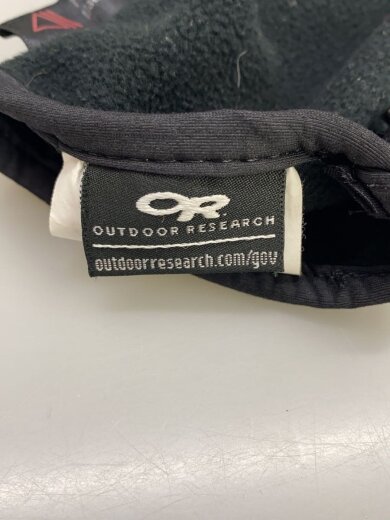 OR
OUTDOOR RESEARCH
outdoorresearch.com/gov